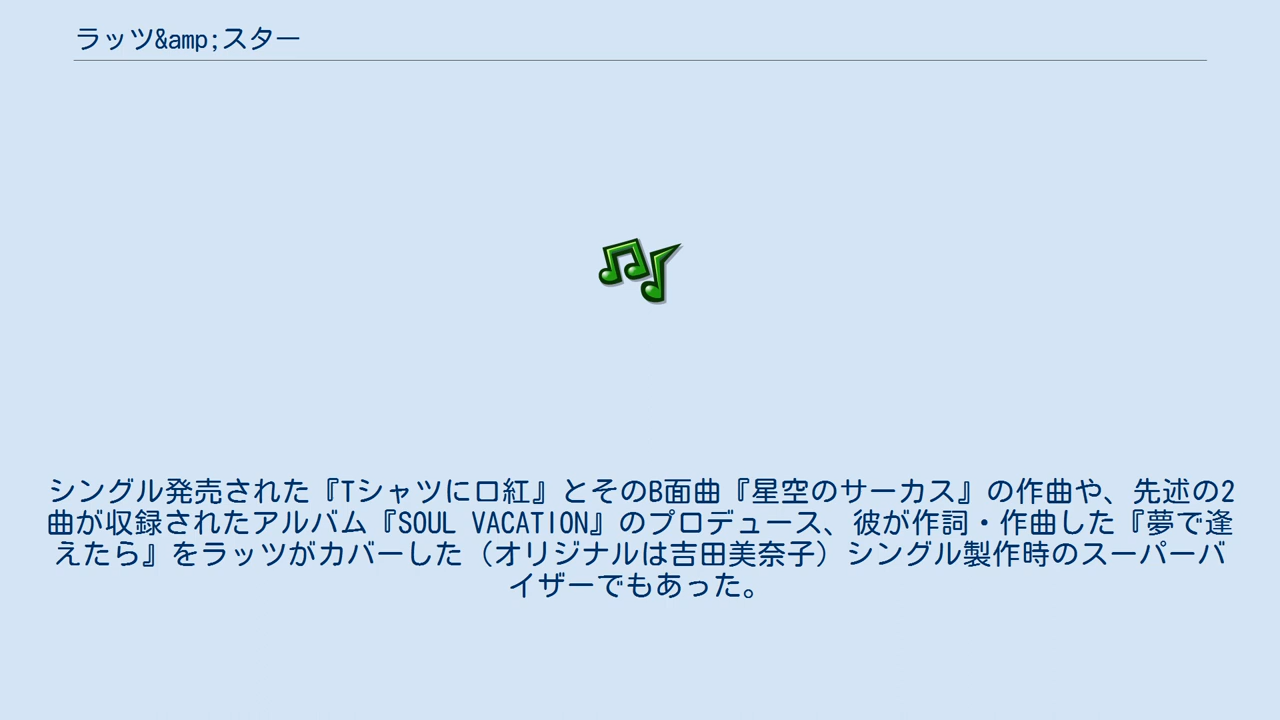 ラッツ&amp;スター
シングル発売された『Tシャツに口紅』とそのB面曲『星空のサーカス』の作曲や、先述の2
曲が収録されたアルバム『SOUL VACATION』のプロデュース、彼が作詞・作曲した『夢で逢
えたら』をラッツがカバーした（オリジナルは吉田美奈子）シングル製作時のスーパーバ
イザーでもあった。